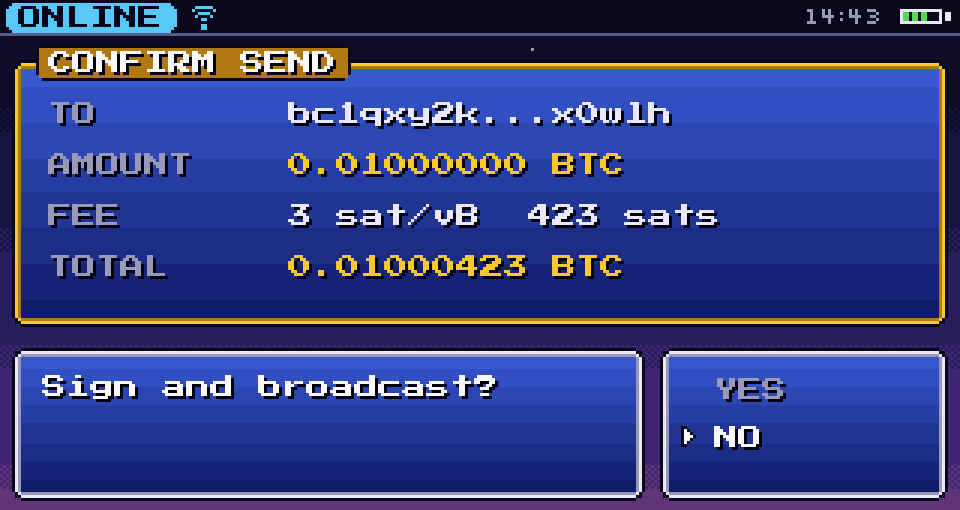 ONLINE 14:43
CONFIRM SEND
TO bc1qxy2k...x0wlh
AMOUNT 0.01000000 BTC
FEE 3 sat/vB 423 sats
TOTAL 0.01000423 BTC
Sign and broadcast?
YES
NO